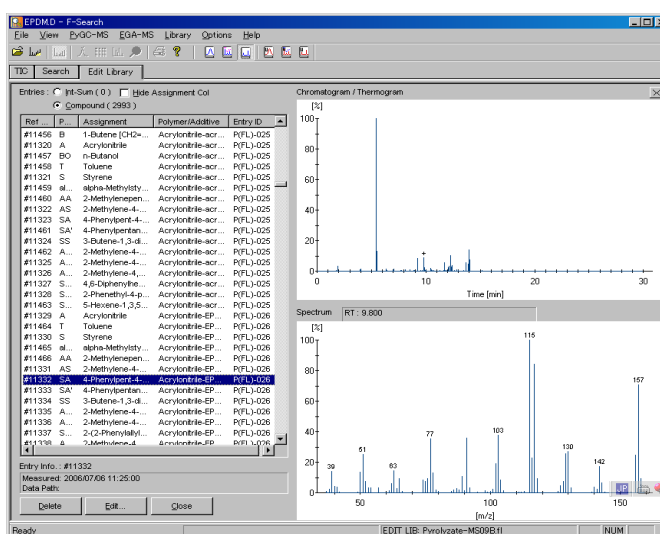 EPDM.D - F-Search
File View PyGC-MS EGA-MS Library Options Help
TIC Search Edit Library
Entries : Int-Sum ( 0 ) Hide Assignment Col
Compound ( 2993 )
Ref ... P... Assignment Polymer/Additive Entry ID
#11456 B 1-Butene [CH2=... Acrylonitrile-acr... P(FL)-025
#11320 A Acrylonitrile Acrylonitrile-acr... P(FL)-025
#11457 BO n-Butanol Acrylonitrile-acr... P(FL)-025
#11458 T Toluene Acrylonitrile-acr... P(FL)-025
#11321 S Styrene Acrylonitrile-acr... P(FL)-025
#11459 al... alpha-Methylsty... Acrylonitrile-acr... P(FL)-025
#11460 AA 2-Methylenepen... Acrylonitrile-acr... P(FL)-025
#11322 AS 2-Methylene-4-... Acrylonitrile-acr... P(FL)-025
#11323 SA 4-Phenylpent-4-... Acrylonitrile-acr... P(FL)-025
#11461 SA' 4-Phenylpentan... Acrylonitrile-acr... P(FL)-025
#11324 SS 3-Butene-1,3-di... Acrylonitrile-acr... P(FL)-025
#11462 A... 2-Methylene-4-... Acrylonitrile-acr... P(FL)-025
#11325 A... 2-Methylene-4-... Acrylonitrile-acr... P(FL)-025
#11326 A... 2-Methylene-4,... Acrylonitrile-acr... P(FL)-025
#11327 S... 4,6-Diphenylhe... Acrylonitrile-acr... P(FL)-025
#11328 S... 2-Phenethyl-4-p... Acrylonitrile-acr... P(FL)-025
#11463 S... 5-Hexene-1,3,5... Acrylonitrile-acr... P(FL)-025
#11329 A Acrylonitrile Acrylonitrile-EP... P(FL)-026
#11464 T Toluene Acrylonitrile-EP... P(FL)-026
#11330 S Styrene Acrylonitrile-EP... P(FL)-026
#11465 al... alpha-Methylsty... Acrylonitrile-EP... P(FL)-026
#11466 AA 2-Methylenepen... Acrylonitrile-EP... P(FL)-026
#11331 AS 2-Methylene-4-... Acrylonitrile-EP... P(FL)-026
#11332 SA 4-Phenylpent-4-... Acrylonitrile-EP... P(FL)-026
#11333 SA' 4-Phenylpentan... Acrylonitrile-EP... P(FL)-026
#11334 SS 3-Butene-1,3-di... Acrylonitrile-EP... P(FL)-026
#11335 A... 2-Methylene-4-... Acrylonitrile-EP... P(FL)-026
#11336 A... 2-Methylene-4-... Acrylonitrile-EP... P(FL)-026
#11337 S... 2-(2-Phenylallyl... Acrylonitrile-EP... P(FL)-026
#11338 A... 2-Methylene-4... Acrylonitrile-EP... P(FL)-026
Entry Info. : #11332
Measured: 2006/07/06 11:25:00
Data Path:
Delete Edit... Close
Chromatogram / Thermogram
[%]
100
80
60
40
20
0
0 10 20 30
Time [min]
Spectrum RT : 9.800
[%]
100
80
60
40
20
0
39 51 63 77 103 115 130 142 157
50 100 150
[m/z]
JP
Ready EDIT LIB: Pyrolyzate-MS09B.fl NUM